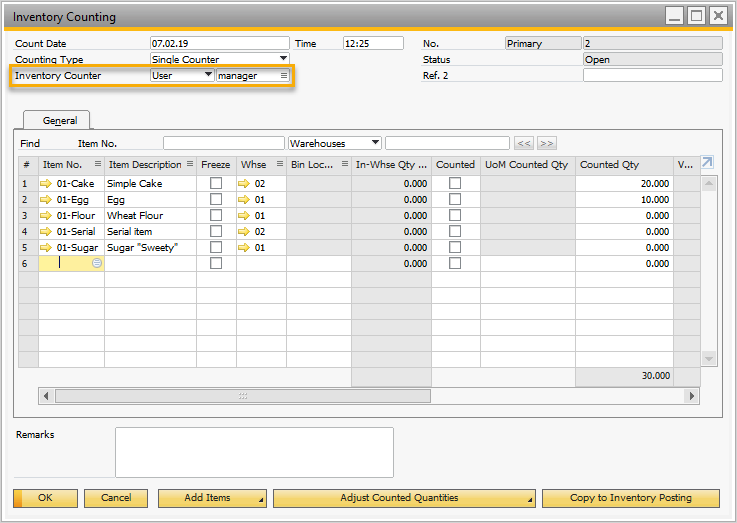 Inventory Counting
Count Date 07.02.19 Time 12:25 No. Primary 2
Counting Type Single Counter Status Open
Inventory Counter User manager Ref. 2
General
Find Item No. Warehouses << >>
# Item No. Item Description Freeze Whse Bin Loc... In-Whse Qty ... Counted UoM Counted Qty Counted Qty V...
1 01-Cake Simple Cake 02 0.000 20.000
2 01-Egg Egg 01 0.000 10.000
3 01-Flour Wheat Flour 01 0.000 0.000
4 01-Serial Serial item 02 0.000 0.000
5 01-Sugar Sugar "Sweety" 01 0.000 0.000
6 0.000 0.000
30.000
Remarks
OK Cancel Add Items Adjust Counted Quantities Copy to Inventory Posting